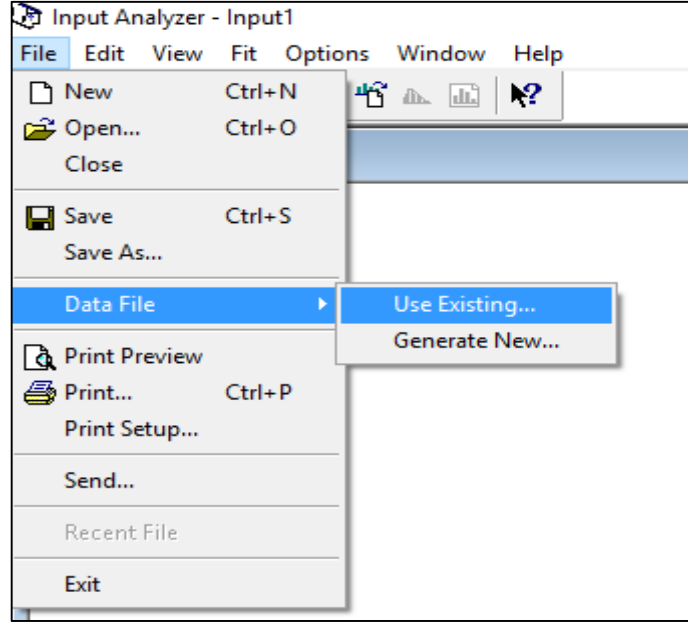 Input Analyzer - Input1
File Edit View Fit Options Window Help
New Ctrl+N
Open... Ctrl+O
Close
Save Ctrl+S
Save As...
Data File
Use Existing...
Generate New...
Print Preview
Print... Ctrl+P
Print Setup...
Send...
Recent File
Exit